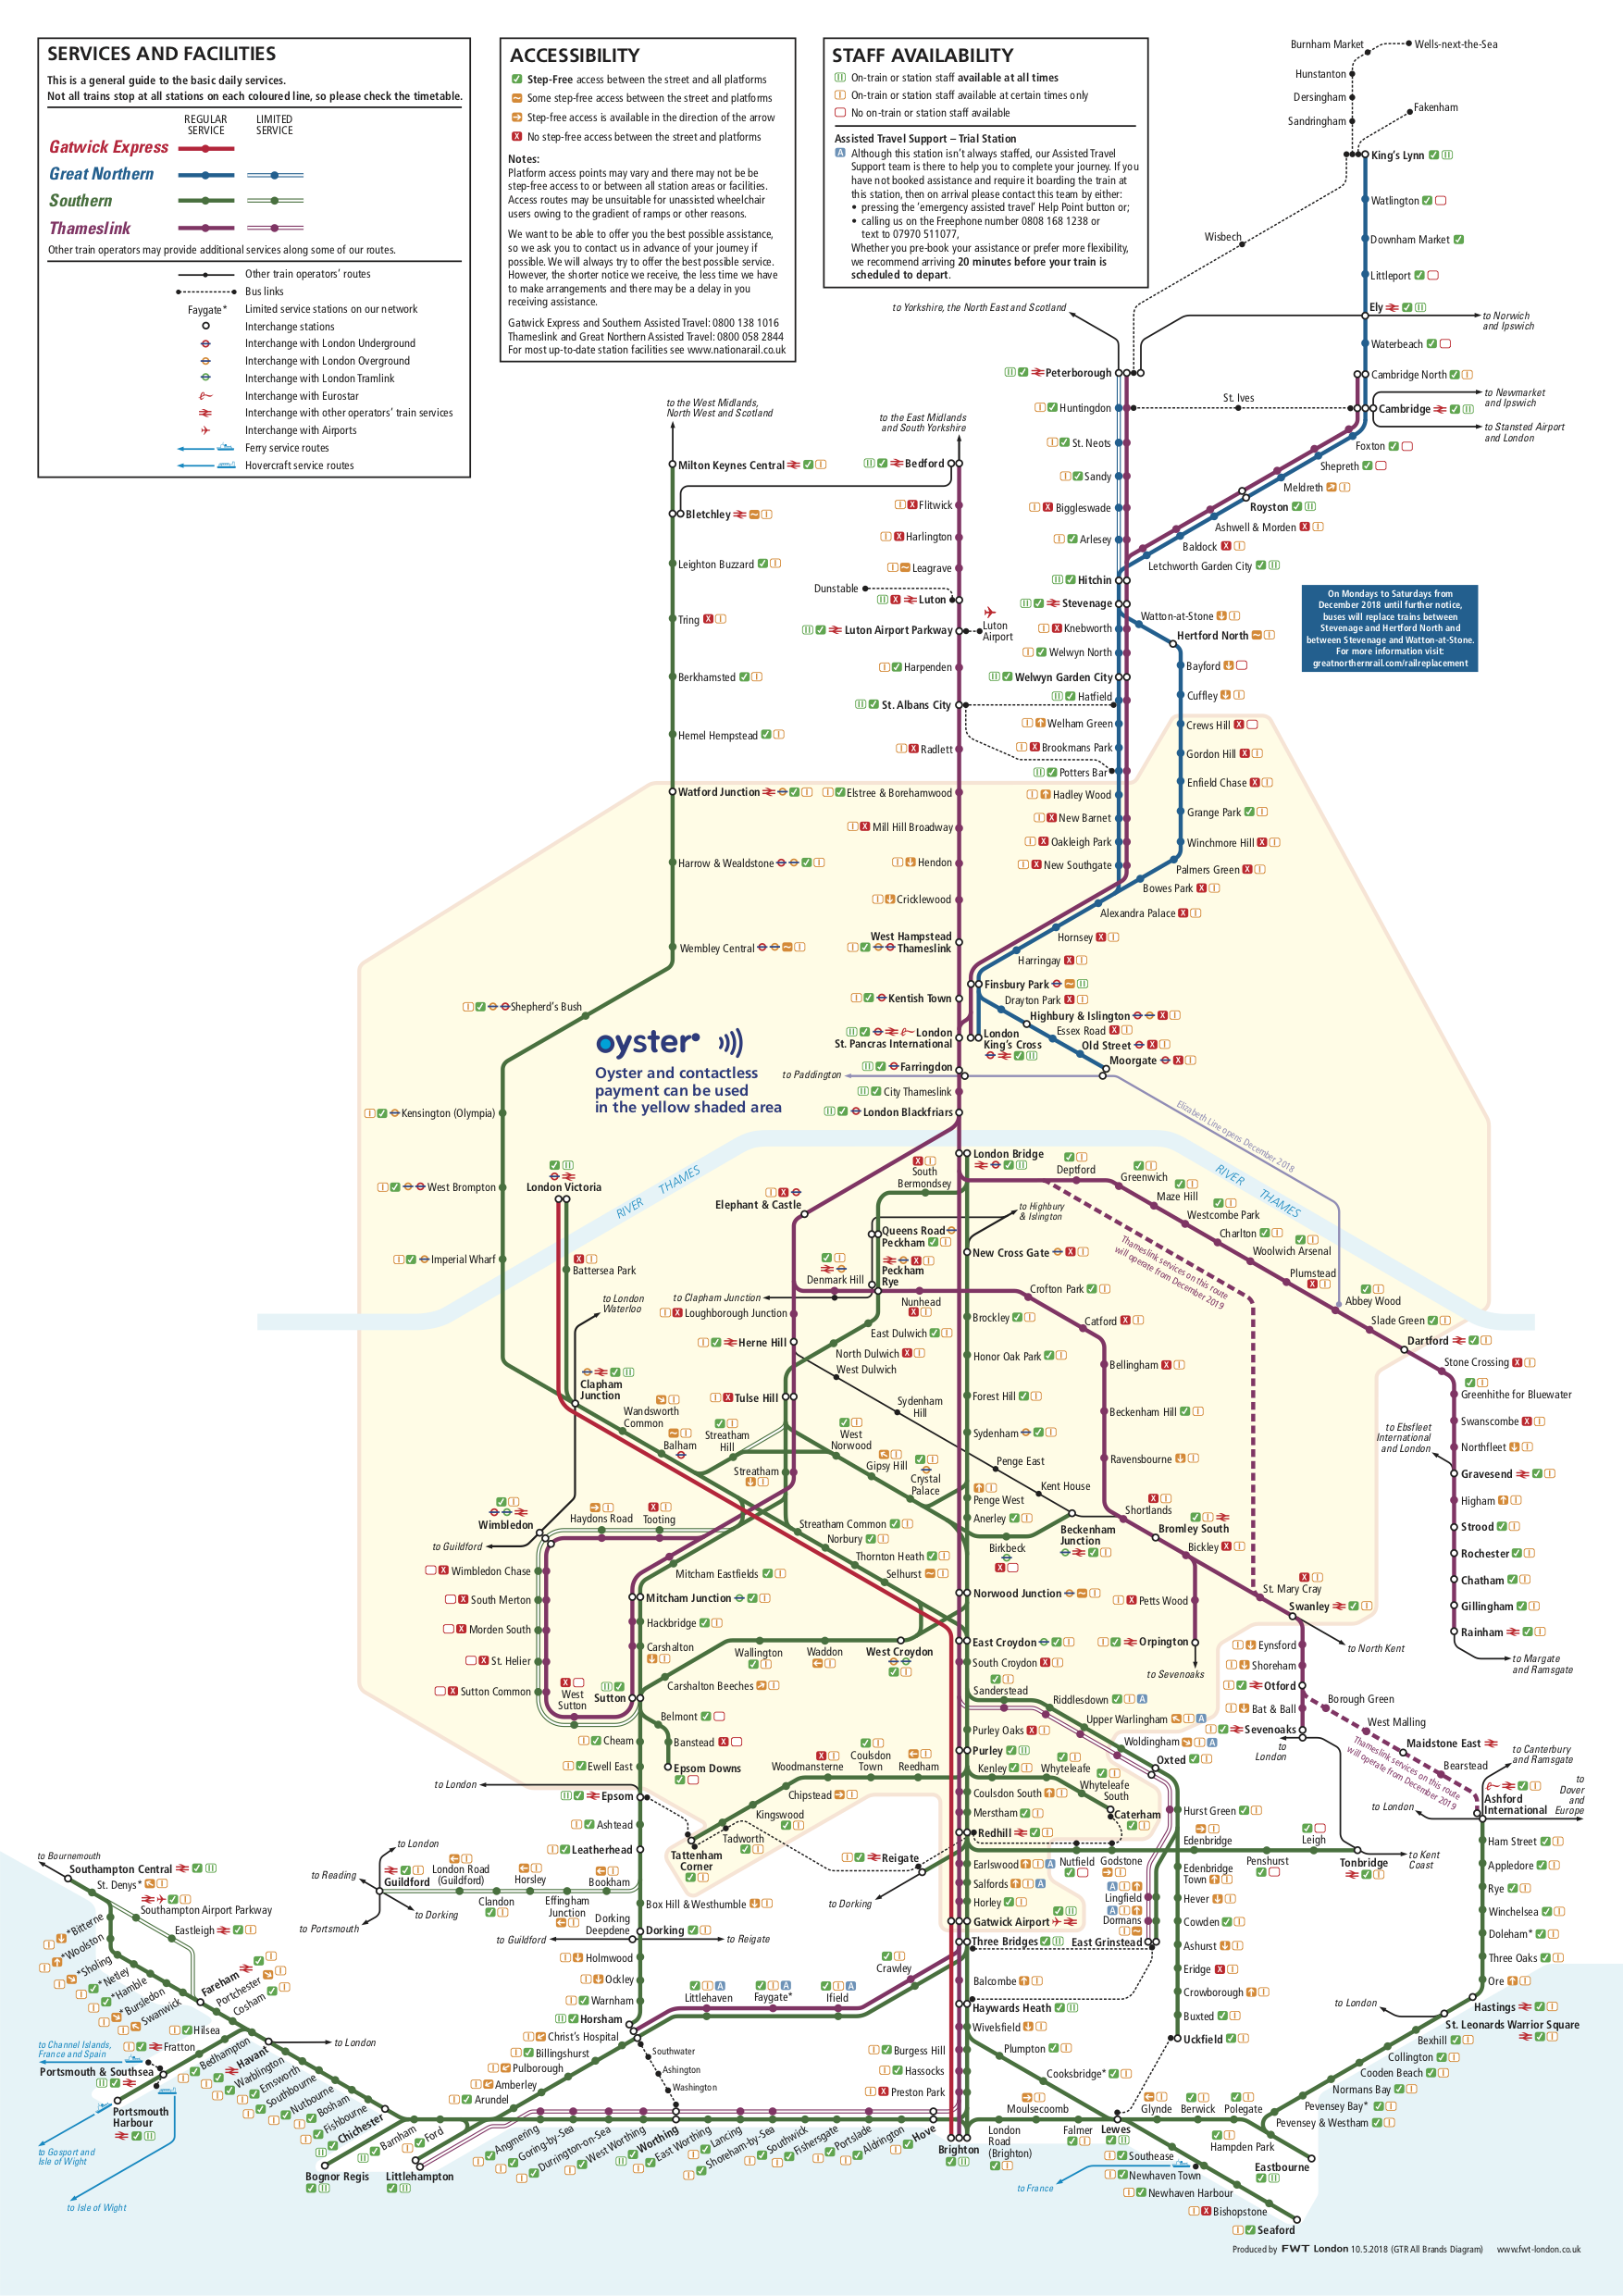 SERVICES AND FACILITIES
This is a general guide to the basic daily services.
Not all trains stop at all stations on each coloured line, so please check the timetable.
REGULAR
SERVICE
LIMITED
SERVICE
Gatwick Express
Great Northern
Southern
Thameslink
Other train operators may provide additional services along some of our routes.
Other train operators' routes
Bus links
Faygate* Limited service stations on our network
Interchange stations
Interchange with London Underground
Interchange with London Overground
Interchange with London Tramlink
Interchange with Eurostar
Interchange with other operators' train services
Interchange with Airports
Ferry service routes
Hovercraft service routes
ACCESSIBILITY
Step-Free access between the street and all platforms
Some step-free access between the street and platforms
Step-free access is available in the direction of the arrow
No step-free access between the street and platforms
Notes:
Platform access points may vary and there may not be be
step-free access to or between all station areas or facilities.
Access routes may be unsuitable for unassisted wheelchair
users owing to the gradient of ramps or other reasons.
We want to be able to offer you the best possible assistance,
so we ask you to contact us in advance of your journey if
possible. We will always try to offer the best possible service.
However, the shorter notice we receive, the less time we have
to make arrangements and there may be a delay in you
receiving assistance.
Gatwick Express and Southern Assisted Travel: 0800 138 1016
Thameslink and Great Northern Assisted Travel: 0800 058 2844
For most up-to-date station facilities see www.nationarail.co.uk
STAFF AVAILABILITY
On-train or station staff available at all times
On-train or station staff available at certain times only
No on-train or station staff available
Assisted Travel Support – Trial Station
A Although this station isn't always staffed, our Assisted Travel
Support team is there to help you to complete your journey. If you
have not booked assistance and require it boarding the train at
this station, then on arrival please contact this team by either:
• pressing the 'emergency assisted travel' Help Point button or;
• calling us on the Freephone number 0808 168 1238 or
text to 07970 511077,
Whether you pre-book your assistance or prefer more flexibility,
we recommend arriving 20 minutes before your train is
scheduled to depart.
Burnham Market
Wells-next-the-Sea
Hunstanton
Dersingham
Fakenham
Sandringham
King's Lynn
Watlington
Wisbech
Downham Market
Littleport
Ely
to Norwich
and Ipswich
Waterbeach
Cambridge North
to Newmarket
and Ipswich
Cambridge
to Stansted Airport
and London
Foxton
Shepreth
Meldreth
Royston
Ashwell & Morden
Baldock
Letchworth Garden City
to Yorkshire, the North East and Scotland
Peterborough
Huntingdon
St. Ives
St. Neots
Sandy
Biggleswade
Arlesey
Hitchin
Stevenage
Knebworth
Welwyn North
Welwyn Garden City
Hatfield
Welham Green
Brookmans Park
Potters Bar
Hadley Wood
New Barnet
Oakleigh Park
New Southgate
Watton-at-Stone
Hertford North
Bayford
Cuffley
Crews Hill
Gordon Hill
Enfield Chase
Grange Park
Winchmore Hill
Palmers Green
Bowes Park
Alexandra Palace
Hornsey
Harringay
Finsbury Park
Drayton Park
Highbury & Islington
Essex Road
Old Street
Moorgate
London
King's Cross
On Mondays to Saturdays from
December 2018 until further notice,
buses will replace trains between
Stevenage and Hertford North and
between Stevenage and Watton-at-Stone.
For more information visit:
greatnorthernrail.com/railreplacement
to the West Midlands,
North West and Scotland
Milton Keynes Central
Bletchley
Leighton Buzzard
Tring
Berkhamsted
Hemel Hempstead
Watford Junction
Harrow & Wealdstone
Wembley Central
Shepherd's Bush
Kensington (Olympia)
West Brompton
Imperial Wharf
to the East Midlands
and South Yorkshire
Bedford
Flitwick
Harlington
Leagrave
Dunstable
Luton
Luton Airport Parkway
Luton
Airport
Harpenden
St. Albans City
Radlett
Elstree & Borehamwood
Mill Hill Broadway
Hendon
Cricklewood
West Hampstead
Thameslink
Kentish Town
London
St. Pancras International
Farringdon
to Paddington
City Thameslink
London Blackfriars
Elizabeth Line opens December 2018
oyster
Oyster and contactless
payment can be used
in the yellow shaded area
RIVER THAMES
RIVER THAMES
London Victoria
Battersea Park
to London
Waterloo
Clapham
Junction
Wandsworth
Common
Balham
Streatham
Hill
Streatham
West
Norwood
Gipsy Hill
Crystal
Palace
Elephant & Castle
South
Bermondsey
London Bridge
Queens Road
Peckham
to Highbury
& Islington
Peckham
Rye
Denmark Hill
to Clapham Junction
Nunhead
Loughborough Junction
Herne Hill
East Dulwich
North Dulwich
West Dulwich
Tulse Hill
Sydenham
Hill
New Cross Gate
Brockley
Honor Oak Park
Forest Hill
Sydenham
Penge East
Kent House
Penge West
Anerley
Birkbeck
Beckenham
Junction
Norwood Junction
Crofton Park
Catford
Bellingham
Beckenham Hill
Ravensbourne
Shortlands
Bromley South
Bickley
Petts Wood
Orpington
to Sevenoaks
St. Mary Cray
Swanley
to North Kent
Thameslink services on this route
will operate from December 2019
Deptford
Greenwich
Maze Hill
Westcombe Park
Charlton
Woolwich Arsenal
Plumstead
Abbey Wood
Slade Green
Dartford
Stone Crossing
Greenhithe for Bluewater
Swanscombe
to Ebsfleet
International
and London
Northfleet
Gravesend
Higham
Strood
Rochester
Chatham
Gillingham
Rainham
to Margate
and Ramsgate
Eynsford
Shoreham
Otford
Bat & Ball
Sevenoaks
to
London
Borough Green
West Malling
Maidstone East
Bearsted
Thameslink services on this route
will operate from December 2019
to Canterbury
and Ramsgate
Ashford
International
to
Dover
and
Europe
to London
Wimbledon
to Guildford
Haydons Road
Tooting
Wimbledon Chase
South Merton
Morden South
St. Helier
Sutton Common
West
Sutton
Sutton
Streatham Common
Norbury
Thornton Heath
Selhurst
Mitcham Eastfields
Mitcham Junction
Hackbridge
Carshalton
Carshalton Beeches
Wallington
Waddon
West Croydon
East Croydon
South Croydon
Belmont
Banstead
Epsom Downs
Cheam
Ewell East
to London
Epsom
Ashtead
Leatherhead
Box Hill & Westhumble
Dorking
Deepdene
Dorking
to Guildford
to Reigate
Holmwood
Ockley
Warnham
Horsham
Woodmansterne
Coulsdon
Town
Reedham
Chipstead
Kingswood
Tadworth
Tattenham
Corner
Sanderstead
Riddlesdown
Upper Warlingham
Woldingham
Oxted
Purley Oaks
Purley
Kenley
Whyteleafe
Whyteleafe
South
Caterham
Coulsdon South
Merstham
Redhill
Reigate
to Dorking
Earlswood
Salfords
Horley
Gatwick Airport
Three Bridges
Nutfield
Godstone
Edenbridge
Penshurst
Leigh
Tonbridge
to Kent
Coast
Hurst Green
Edenbridge
Town
Hever
Cowden
Ashurst
Eridge
Crowborough
Buxted
Uckfield
Lingfield
Dormans
East Grinstead
Ham Street
Appledore
Rye
Winchelsea
Doleham*
Three Oaks
Ore
Hastings
to London
St. Leonards Warrior Square
Bexhill
Collington
Cooden Beach
Normans Bay
Pevensey Bay*
Pevensey & Westham
to London
to Reading
Guildford
London Road
(Guildford)
Clandon
Horsley
Effingham
Junction
Bookham
to Dorking
to Portsmouth
to Bournemouth
Southampton Central
St. Denys*
Southampton Airport Parkway
Eastleigh
*Bitterne
*Woolston
*Sholing
*Netley
*Hamble
*Bursledon
Swanwick
Fareham
Portchester
Cosham
Hilsea
Fratton
to Channel Islands,
France and Spain
Portsmouth & Southsea
Portsmouth
Harbour
to Gosport and
Isle of Wight
to Isle of Wight
Bedhampton
Havant
to London
Warblington
Emsworth
Southbourne
Nutbourne
Bosham
Fishbourne
Chichester
Barnham
Ford
Bognor Regis
Littlehampton
Littlehaven
Faygate*
Ifield
Crawley
Christ's Hospital
Billingshurst
Pulborough
Amberley
Arundel
Southwater
Ashington
Washington
Angmering
Goring-by-Sea
Durrington-on-Sea
West Worthing
Worthing
East Worthing
Lancing
Shoreham-by-Sea
Southwick
Fishersgate
Portslade
Aldrington
Hove
Brighton
Balcombe
Haywards Heath
Wivelsfield
Burgess Hill
Hassocks
Preston Park
Plumpton
Cooksbridge*
Moulsecoomb
London
Road
(Brighton)
Falmer
Lewes
Glynde
Berwick
Polegate
Hampden Park
Eastbourne
Southease
Newhaven Town
to France
Newhaven Harbour
Bishopstone
Seaford
Produced by FWT London 10.5.2018 (GTR All Brands Diagram) www.fwt-london.co.uk